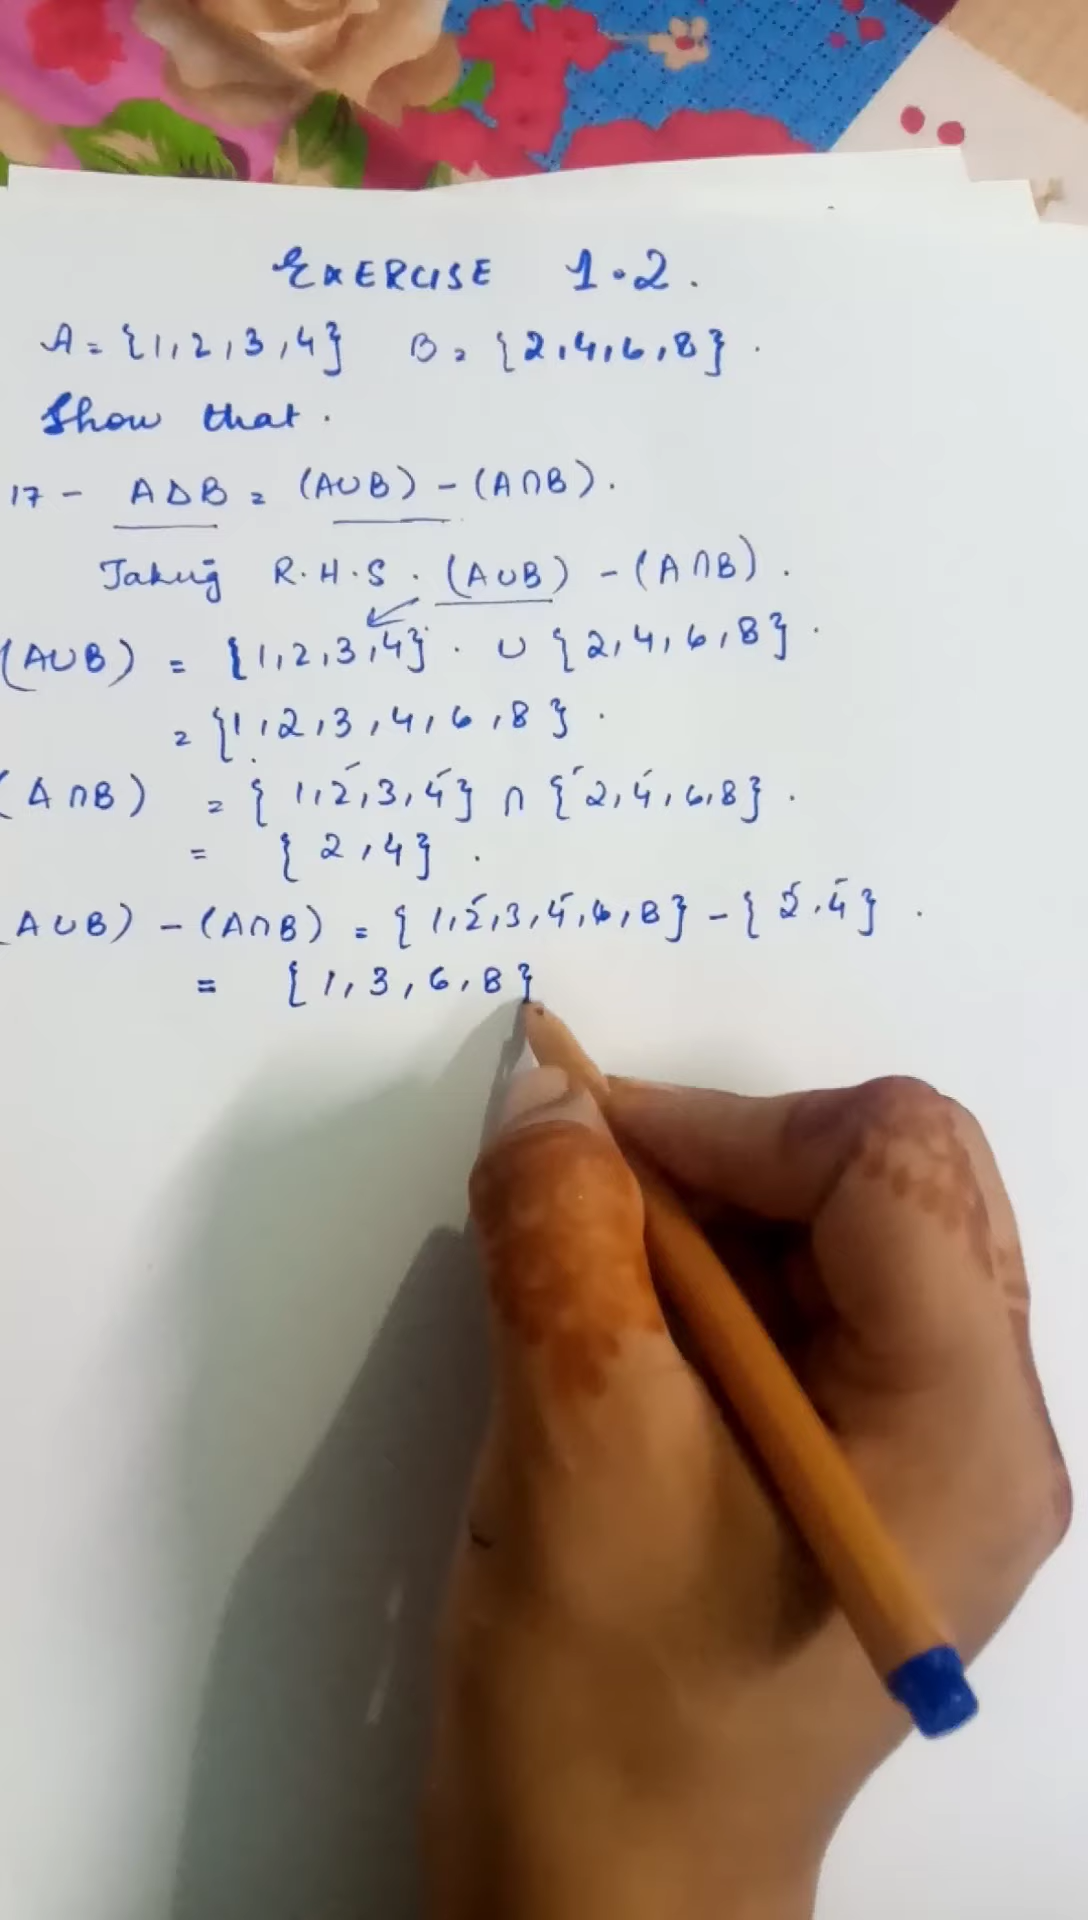 EXERCISE 1.2.
A = {1,2,3,4} B = {2,4,6,8}.
Show that.
17 - A∆B = (A∪B) - (A∩B).
Taking R.H.S. (A∪B) - (A∩B).
(A∪B) = {1,2,3,4}. ∪ {2,4,6,8}.
= {1,2,3,4,6,8}.
(A∩B) = {1,2,3,4} ∩ {2,4,6,8}.
= {2,4}.
A∪B) - (A∩B) = {1,2,3,4,6,8} - {2,4}.
= {1,3,6,8}